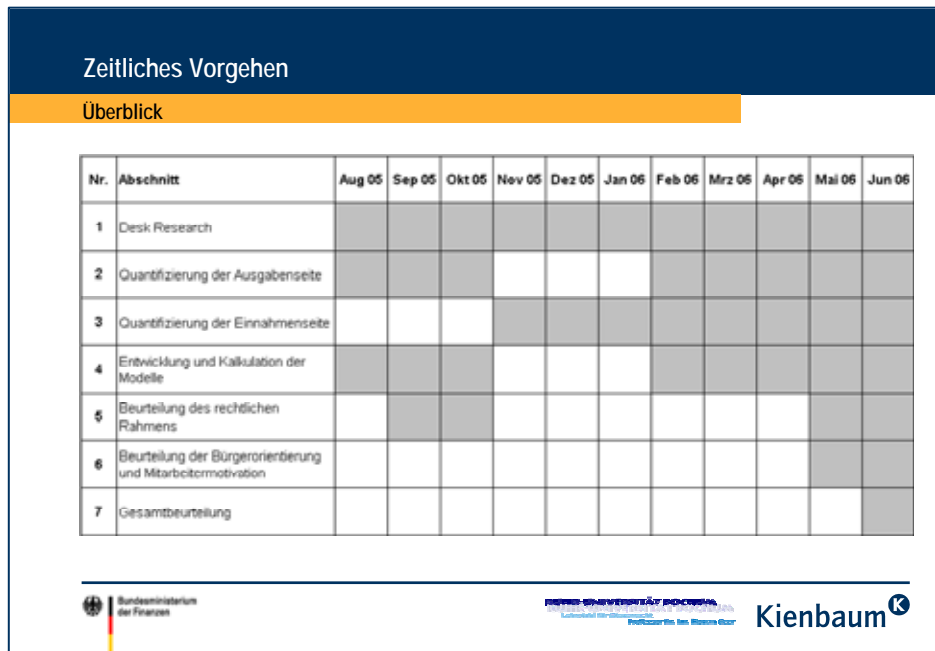 Zeitliches Vorgehen
Überblick
Nr. Abschnitt Aug 05 Sep 05 Okt 05 Nov 05 Dez 05 Jan 06 Feb 06 Mrz 06 Apr 06 Mai 06 Jun 06
1 Desk Research
2 Quantifizierung der Ausgabenseite
3 Quantifizierung der Einnahmenseite
4 Entwicklung und Kalkulation der
Modelle
5 Beurteilung des rechtlichen
Rahmens
6 Beurteilung der Bürgerorientierung
und Mitarbeitermotivation
7 Gesamtbeurteilung
Bundesministerium
der Finanzen
RUHR-UNIVERSITÄT BOCHUM
Kienbaum K